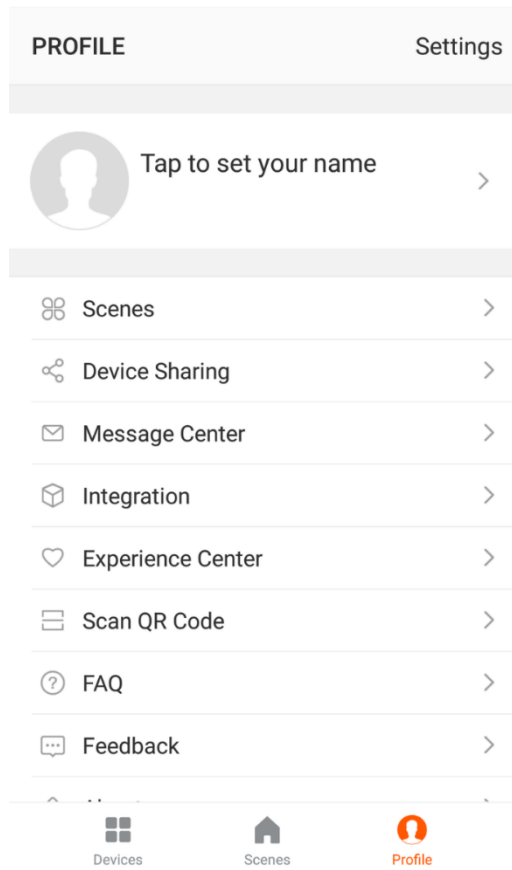 PROFILE Settings
Tap to set your name
Scenes
Device Sharing
Message Center
Integration
Experience Center
Scan QR Code
FAQ
Feedback
Devices Scenes Profile